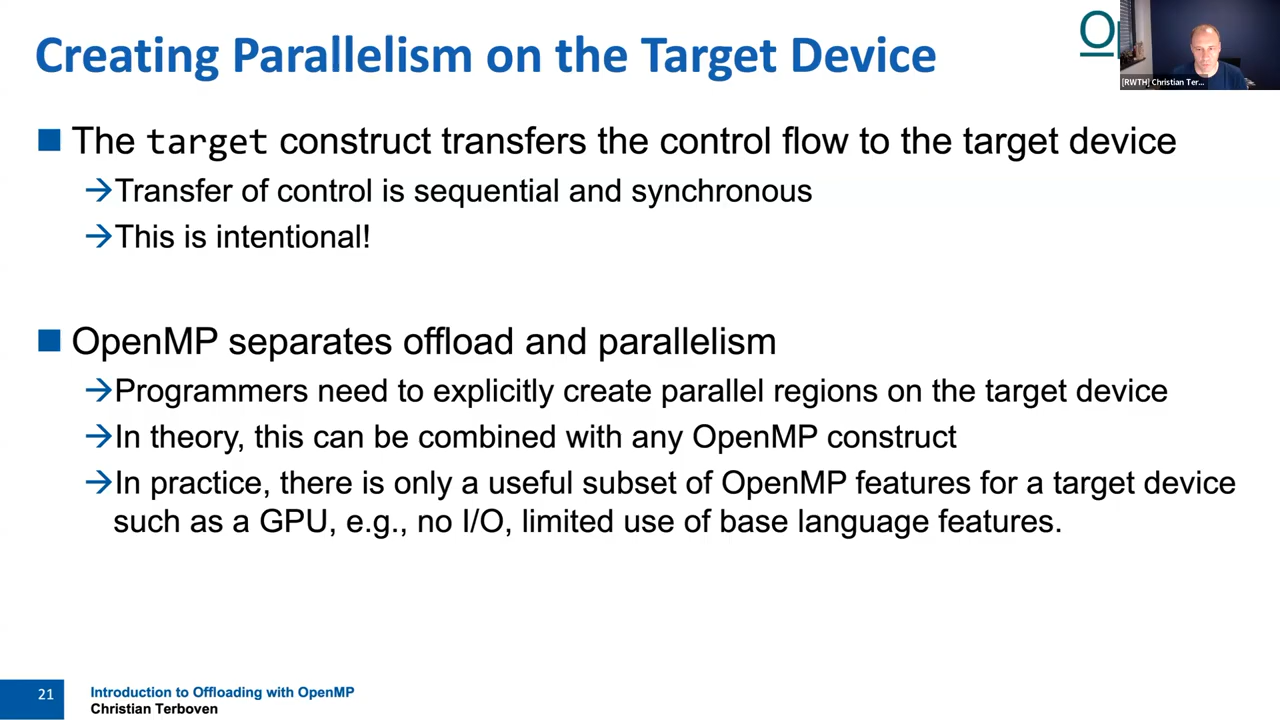 Creating Parallelism on the Target Device
[RWTH] Christian Ter...
The target construct transfers the control flow to the target device
→Transfer of control is sequential and synchronous
→This is intentional!
OpenMP separates offload and parallelism
→Programmers need to explicitly create parallel regions on the target device
→In theory, this can be combined with any OpenMP construct
→In practice, there is only a useful subset of OpenMP features for a target device
such as a GPU, e.g., no I/O, limited use of base language features.
21
Introduction to Offloading with OpenMP
Christian Terboven